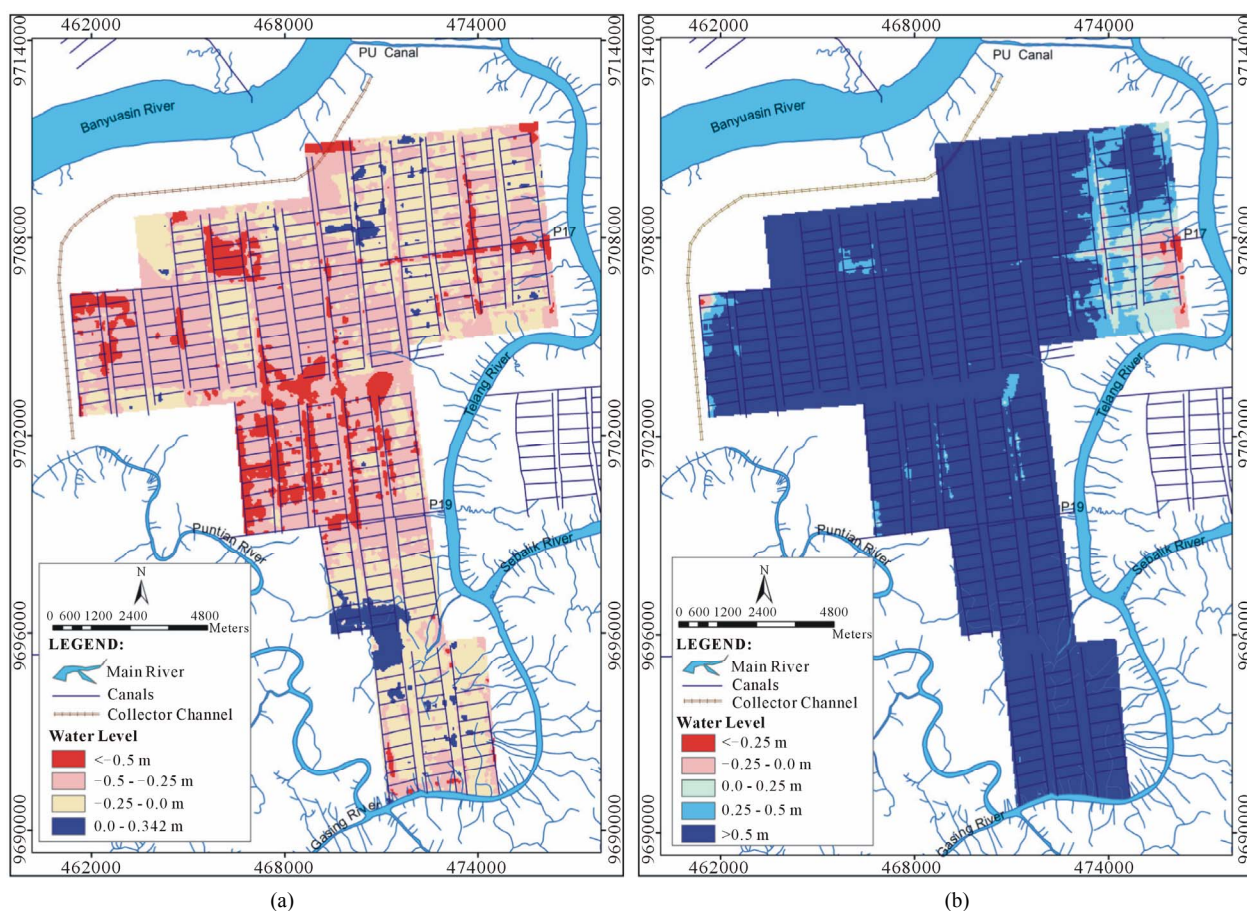 462000 468000 474000
9714000
9708000
9702000
9696000
9690000
PU Canal
Banyuasin River
P17
Telang River
P19
Puntian River
Sebalik River
Gasing River
N
0 600 1200 2400 4800
Meters
LEGEND:
Main River
Canals
Collector Channel
Water Level
<−0.5 m
−0.5 - −0.25 m
−0.25 - 0.0 m
0.0 - 0.342 m
9714000
9708000
9702000
9696000
9690000
462000 468000 474000
(a)
462000 468000 474000
PU Canal
Banyuasin River
P17
Telang River
P19
Puntian River
Sebalik River
Gasing River
N
0 600 1200 2400 4800
Meters
LEGEND:
Main River
Canals
Collector Channel
Water Level
<−0.25 m
−0.25 - 0.0 m
0.0 - 0.25 m
0.25 - 0.5 m
>0.5 m
9714000
9708000
9702000
9696000
9690000
462000 468000 474000
(b)